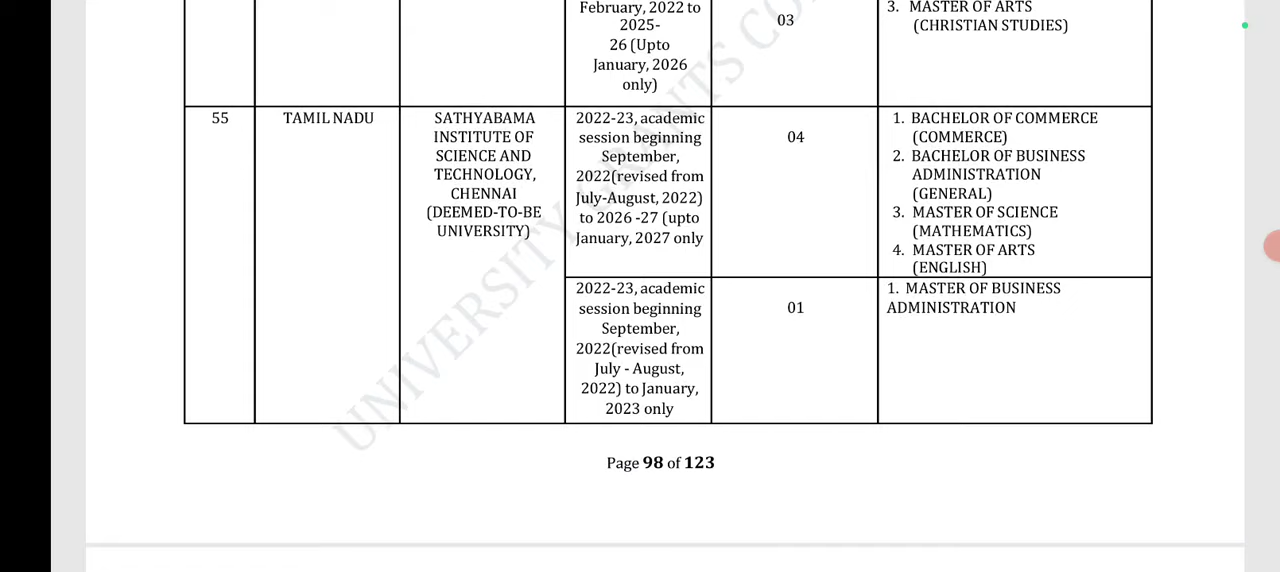 February, 2022 to
2025-
26 (Upto
January, 2026
only)
03
3. MASTER OF ARTS
(CHRISTIAN STUDIES)
55
TAMIL NADU
SATHYABAMA
INSTITUTE OF
SCIENCE AND
TECHNOLOGY,
CHENNAI
(DEEMED-TO-BE
UNIVERSITY)
2022-23, academic
session beginning
September,
2022(revised from
July-August, 2022)
to 2026 -27 (upto
January, 2027 only
04
1. BACHELOR OF COMMERCE
(COMMERCE)
2. BACHELOR OF BUSINESS
ADMINISTRATION
(GENERAL)
3. MASTER OF SCIENCE
(MATHEMATICS)
4. MASTER OF ARTS
(ENGLISH)
2022-23, academic
session beginning
September,
2022(revised from
July - August,
2022) to January,
2023 only
01
1. MASTER OF BUSINESS
ADMINISTRATION
UNIVERSITY GRANTS CO
Page 98 of 123